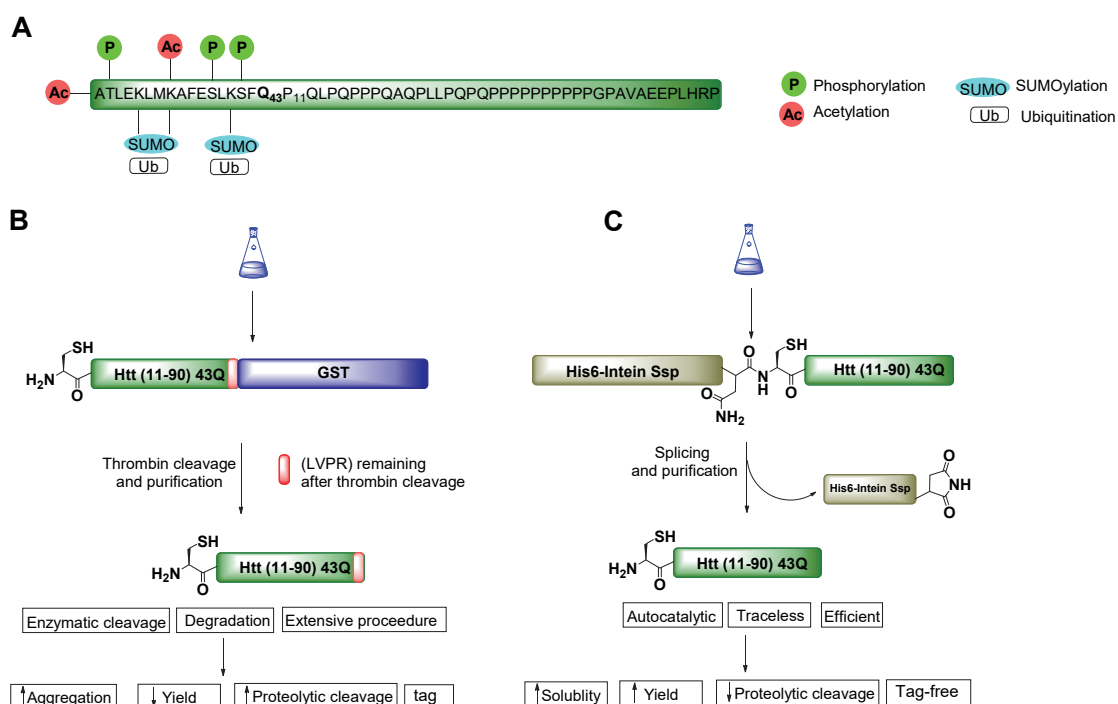 A
P
Ac
P
P
Ac
ATLEKLMKAFESLKSFQ43P11QLPQPPPQAQPLLPQPQPPPPPPPPPPGPAVAEEPLHRP
SUMO
SUMO
Ub
Ub
P Phosphorylation
SUMO SUMOylation
Ac Acetylation
Ub Ubiquitination
B
SH
H2N
O
Htt (11-90) 43Q
GST
Thrombin cleavage
and purification
(LVPR) remaining
after thrombin cleavage
SH
H2N
O
Htt (11-90) 43Q
Enzymatic cleavage
Degradation
Extensive proceedure
↑Aggregation
↓ Yield
↑Proteolytic cleavage
tag
C
His6-Intein Ssp
O
SH
N
H
O
O
NH2
Htt (11-90) 43Q
Splicing
and purification
His6-Intein Ssp
O
NH
O
SH
H2N
O
Htt (11-90) 43Q
Autocatalytic
Traceless
Efficient
↑Solublity
↑ Yield
↓Proteolytic cleavage
Tag-free